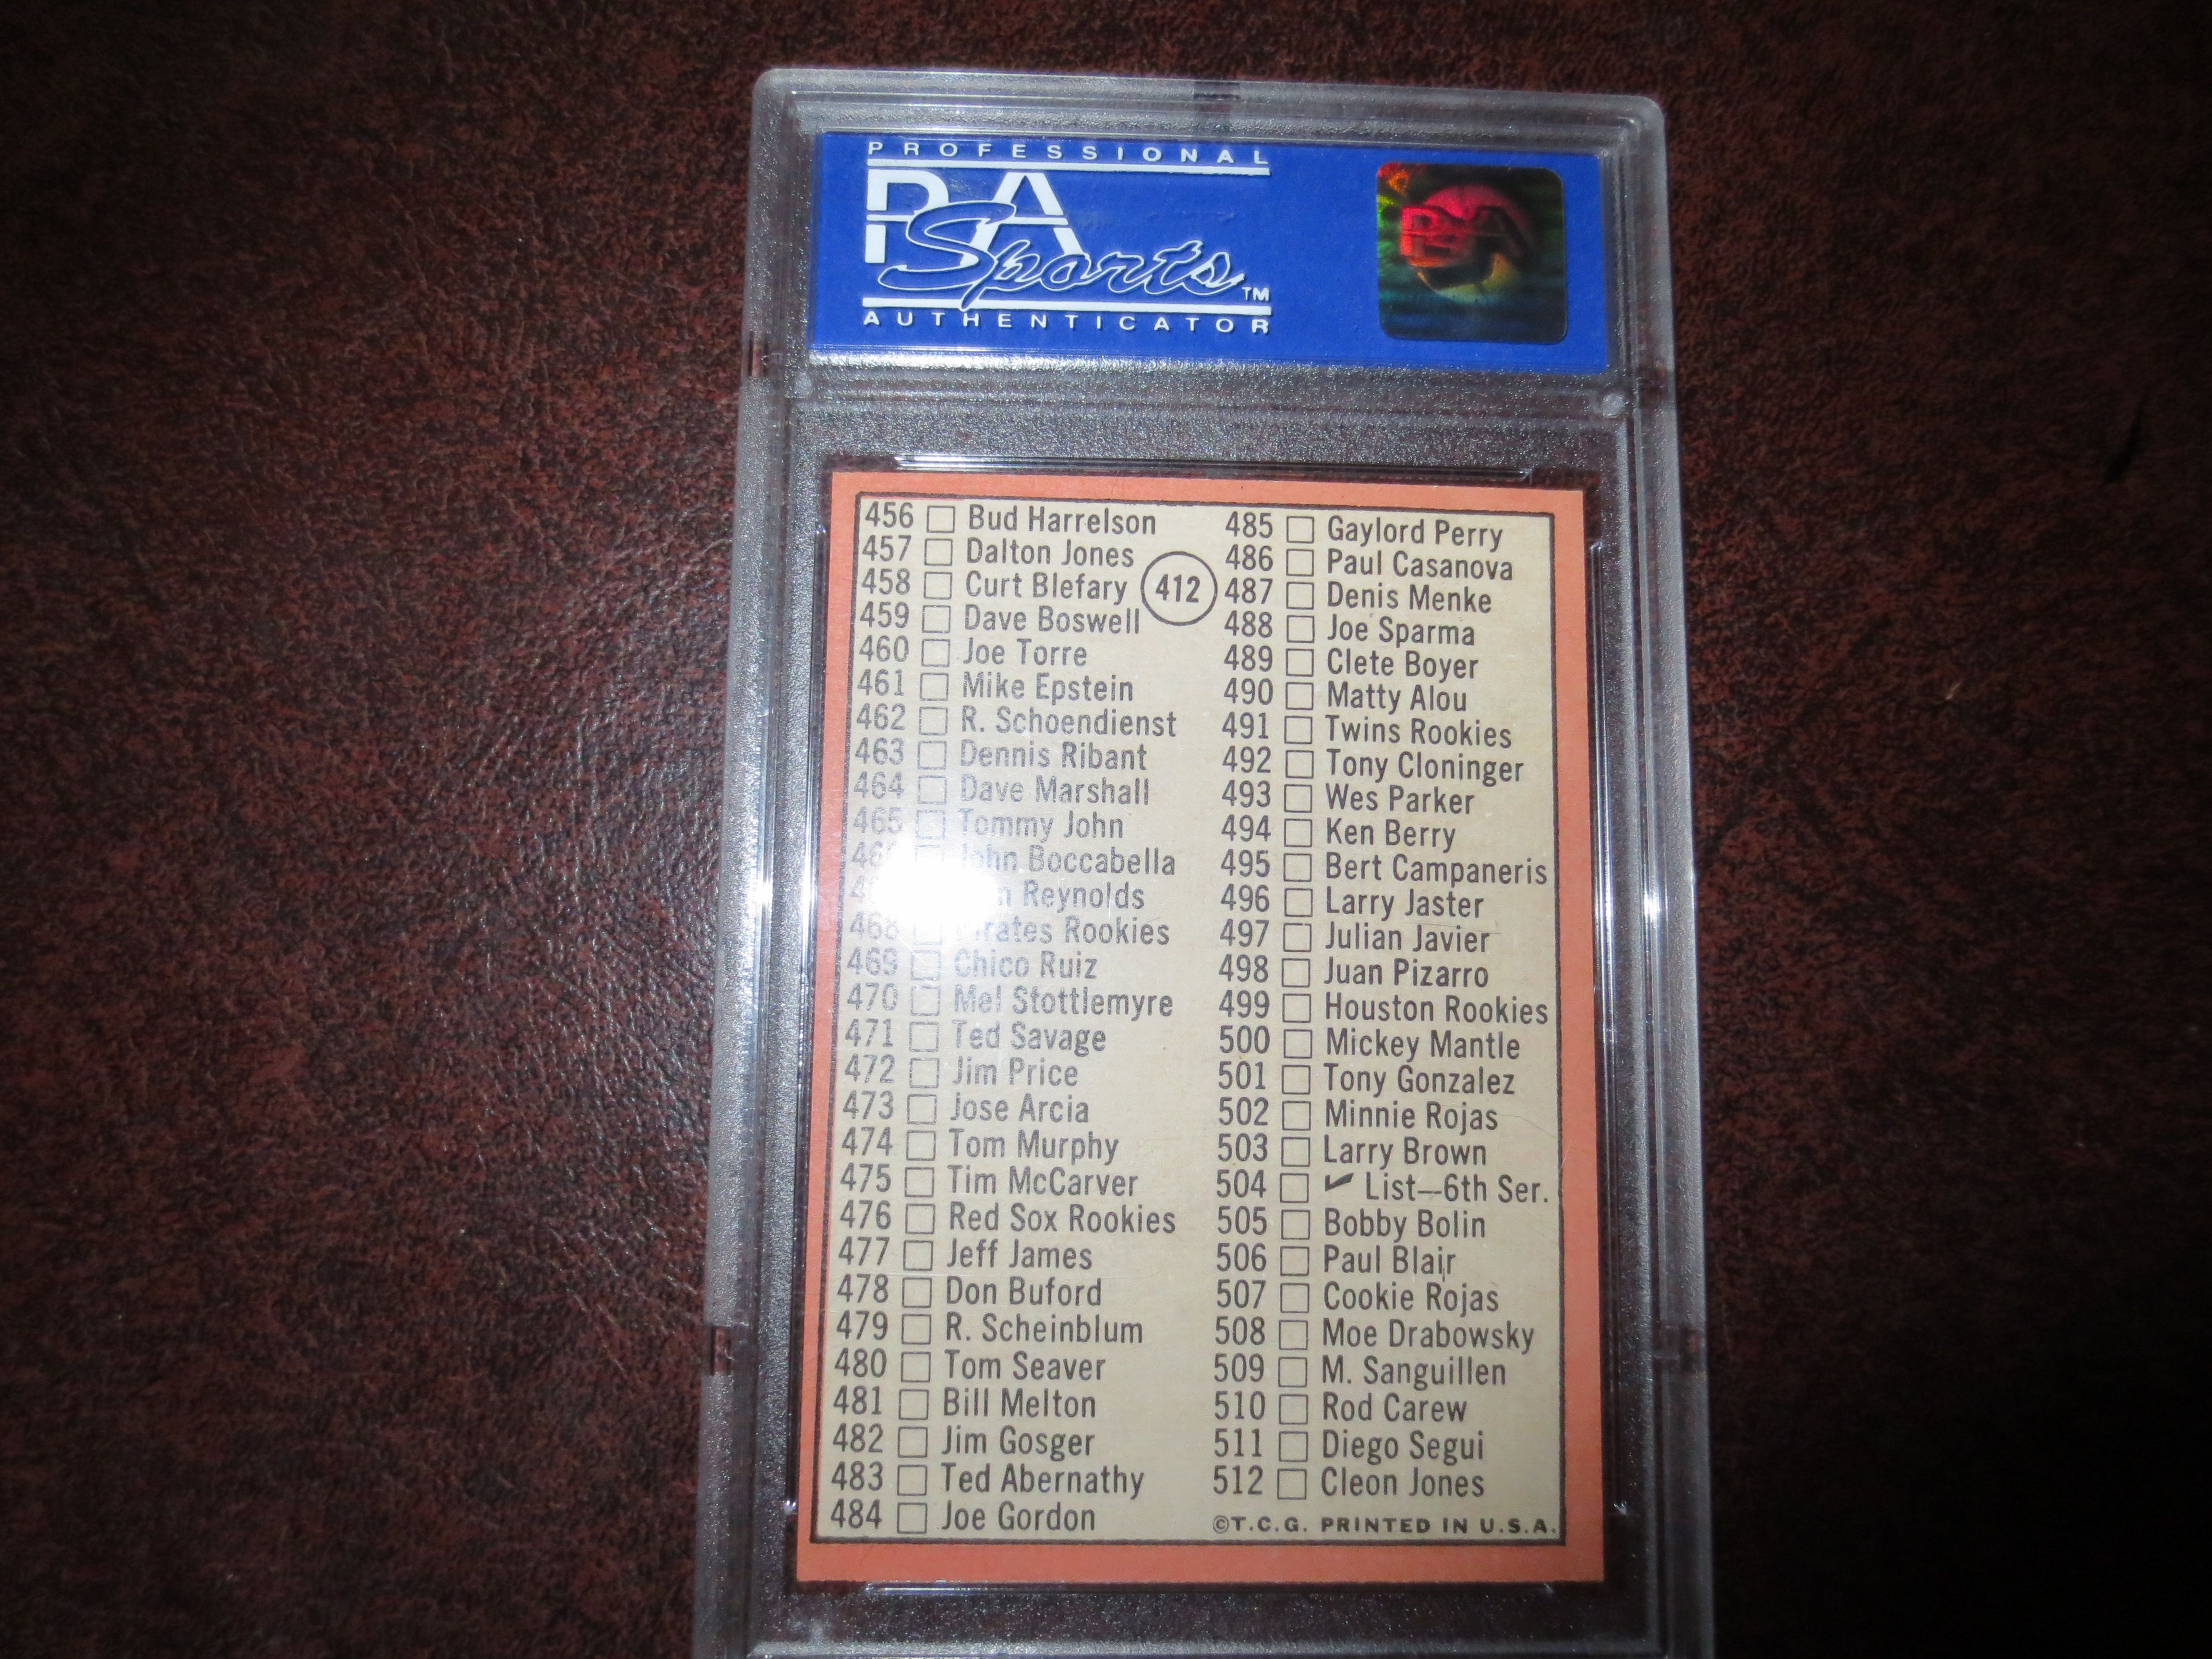 PROFESSIONAL
PSA
Sports™
AUTHENTICATOR
PSA
456 Bud Harrelson
457 Dalton Jones
458 Curt Blefary
459 Dave Boswell
460 Joe Torre
461 Mike Epstein
462 R. Schoendienst
463 Dennis Ribant
464 Dave Marshall
465 Tommy John
John Boccabella
Reynolds
468 Pirates Rookies
469 Chico Ruiz
470 Mel Stottlemyre
471 Ted Savage
472 Jim Price
473 Jose Arcia
474 Tom Murphy
475 Tim McCarver
476 Red Sox Rookies
477 Jeff James
478 Don Buford
479 R. Scheinblum
480 Tom Seaver
481 Bill Melton
482 Jim Gosger
483 Ted Abernathy
484 Joe Gordon
412
485 Gaylord Perry
486 Paul Casanova
487 Denis Menke
488 Joe Sparma
489 Clete Boyer
490 Matty Alou
491 Twins Rookies
492 Tony Cloninger
493 Wes Parker
494 Ken Berry
495 Bert Campaneris
496 Larry Jaster
497 Julian Javier
498 Juan Pizarro
499 Houston Rookies
500 Mickey Mantle
501 Tony Gonzalez
502 Minnie Rojas
503 Larry Brown
504 ✔ List—6th Ser.
505 Bobby Bolin
506 Paul Blair
507 Cookie Rojas
508 Moe Drabowsky
509 M. Sanguillen
510 Rod Carew
511 Diego Segui
512 Cleon Jones
©T.C.G. PRINTED IN U.S.A.